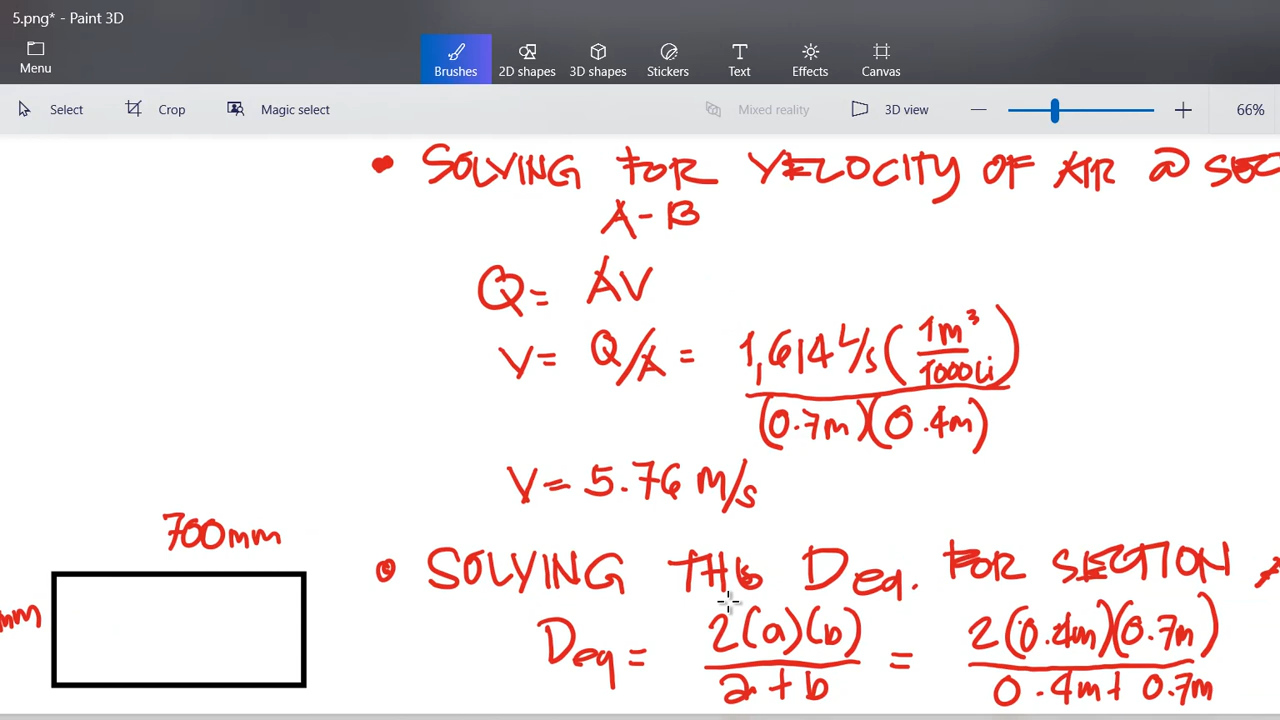 5.png* - Paint 3D
Menu
Brushes
2D shapes
3D shapes
Stickers
Text
Effects
Canvas
Select
Crop
Magic select
Mixed reality
3D view
66%
• SOLVING FOR VELOCITY OF AIR @
A-B
Q = AV
V = Q/A = 1,614 L/s (1m³/1000Li) / (0.7m)(0.4m)
V = 5.76 m/s
700mm
• SOLVING THE Deq. FOR SECTION
mm
Deq = 2(a)(b) / a+b = 2(0.4m)(0.7m) / 0.4m+0.7m